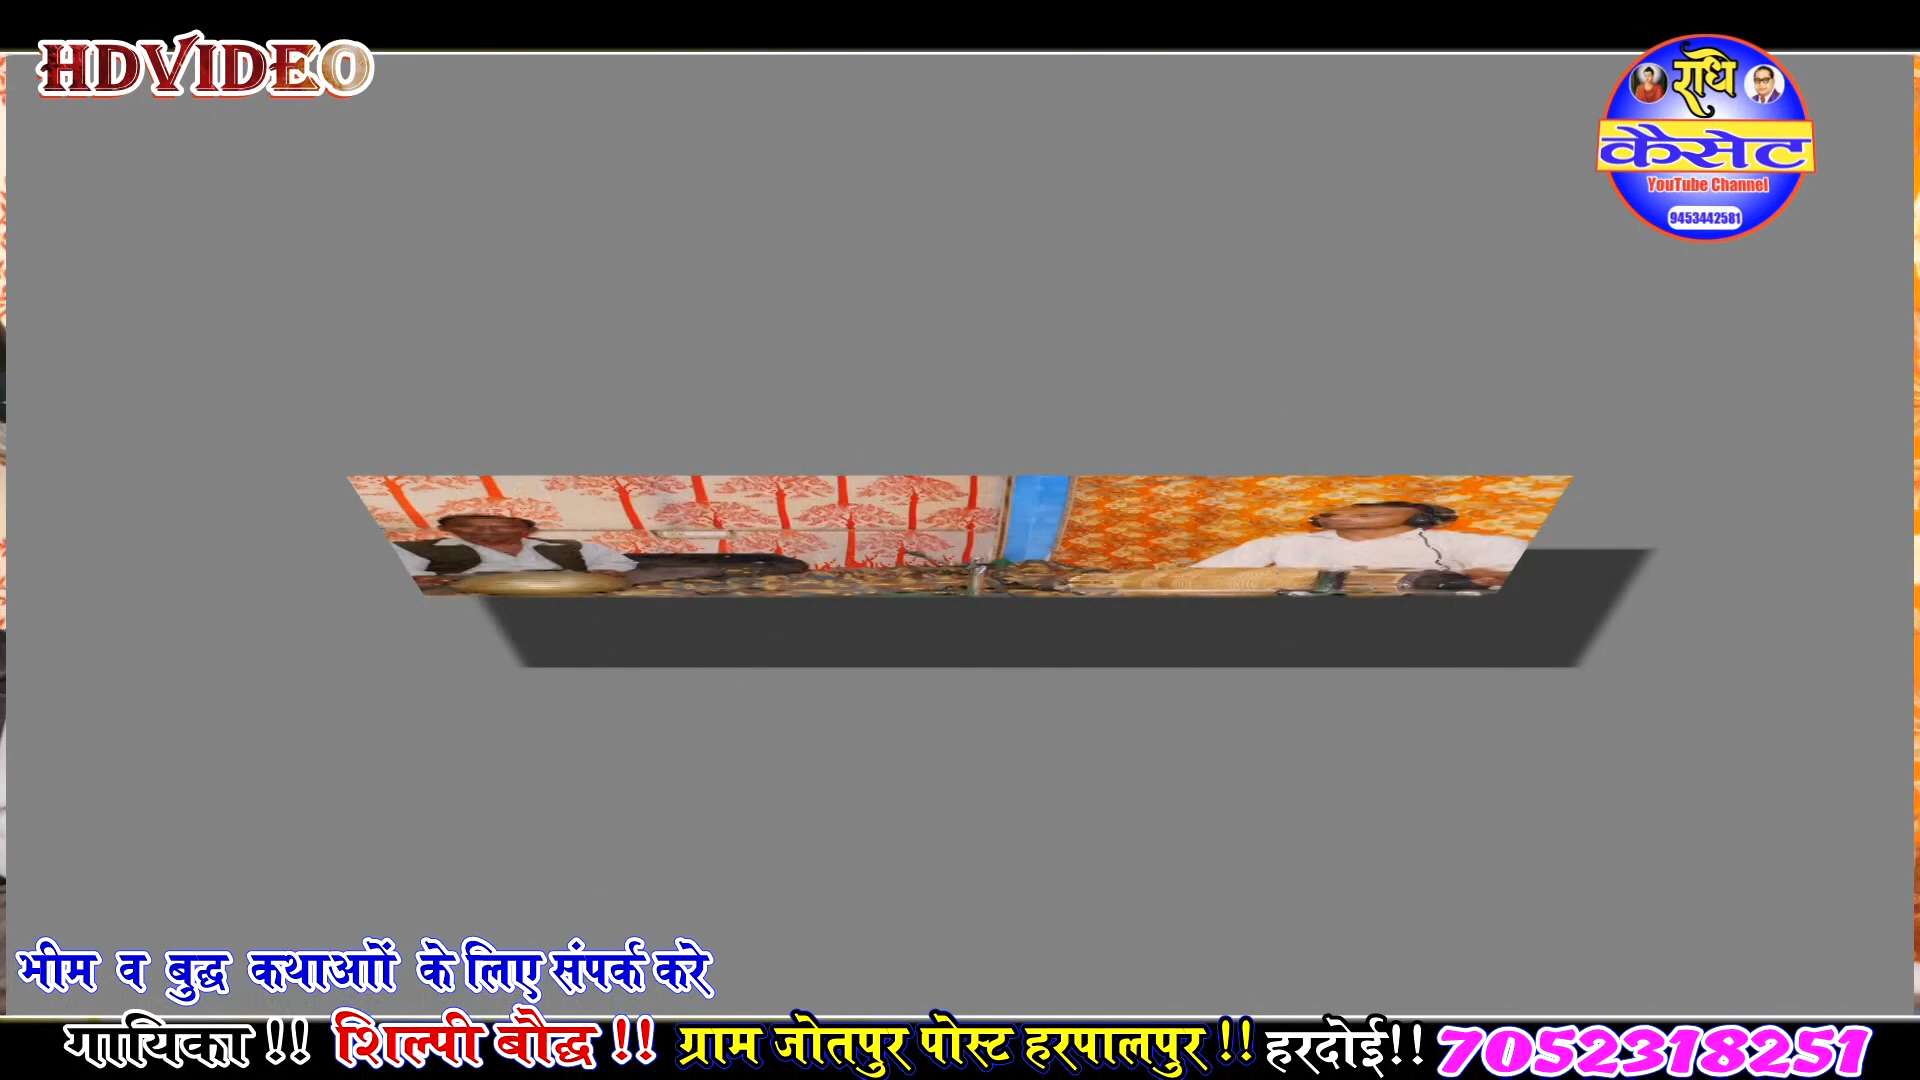 HDVIDEO
राधे
कैसेट
YouTube Channel
9453442581
भीम व बुद्ध कथाओं के लिए संपर्क करे
गायिका !! शिल्पी बौद्ध !! ग्राम जोतपुर पोस्ट हरपालपुर !! हरदोई!! 7052318251